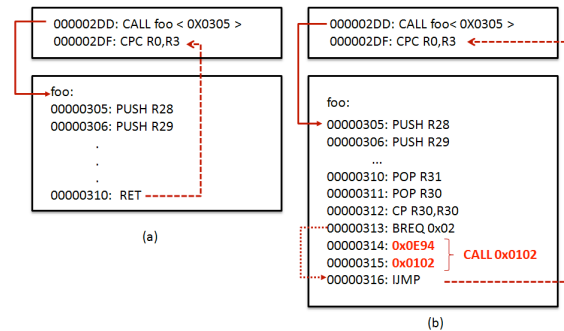 000002DD: CALL foo < 0X0305 >
000002DF: CPC R0,R3
foo:
00000305: PUSH R28
00000306: PUSH R29
.
.
.
00000310: RET
(a)
000002DD: CALL foo< 0X0305 >
000002DF: CPC R0,R3
foo:
00000305: PUSH R28
00000306: PUSH R29
...
00000310: POP R31
00000311: POP R30
00000312: CP R30,R30
00000313: BREQ 0x02
00000314: 0x0E94
00000315: 0x0102
CALL 0x0102
00000316: IJMP
(b)